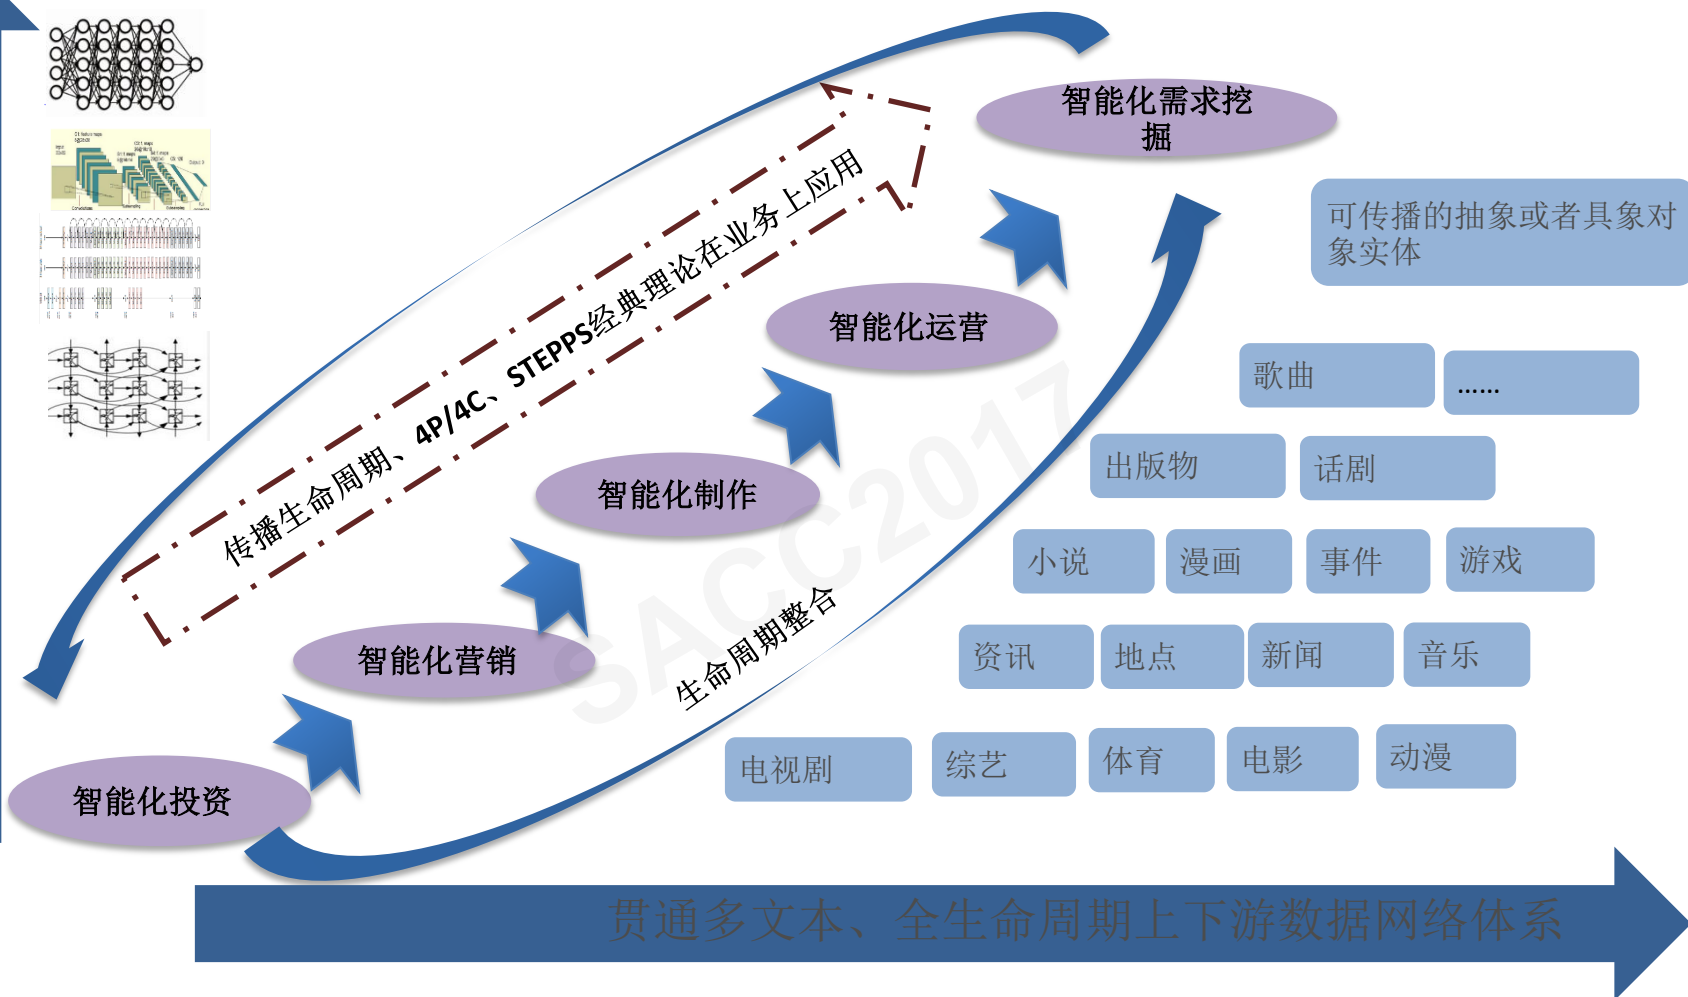 智能化需求挖
掘
可传播的抽象或者具象对
象实体
传播生命周期、4P/4C、STEPPS经典理论在业务上应用
智能化运营
歌曲
……
出版物
话剧
智能化制作
小说
漫画
事件
游戏
生命周期整合
智能化营销
资讯
地点
新闻
音乐
电视剧
综艺
体育
电影
动漫
智能化投资
贯通多文本、全生命周期上下游数据网络体系
SACC2017